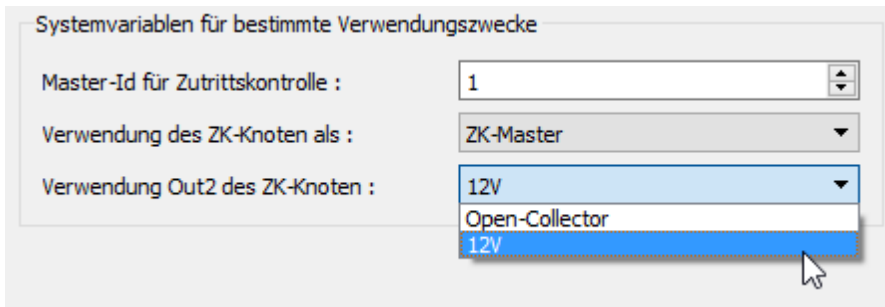 Systemvariablen für bestimmte Verwendungszwecke
Master-Id für Zutrittskontrolle : 1
Verwendung des ZK-Knoten als : ZK-Master
Verwendung Out2 des ZK-Knoten : 12V
Open-Collector
12V